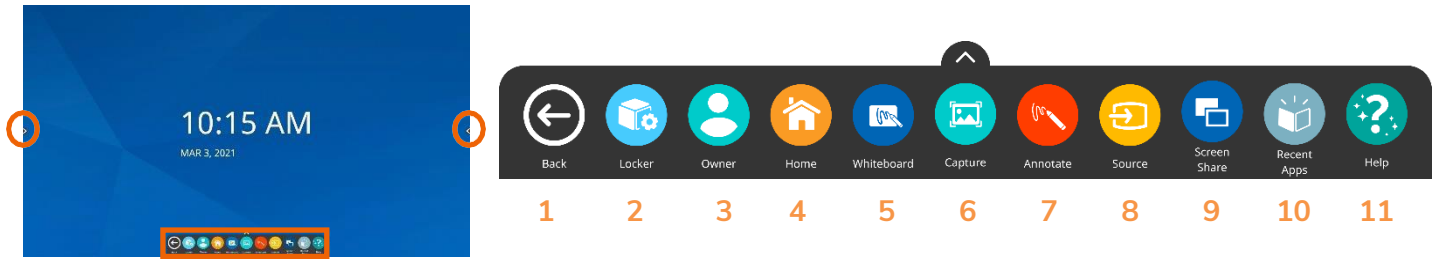 10:15 AM
MAR 3, 2021
Back
Locker
Owner
Home
Whiteboard
Capture
Annotate
Source
Screen
Share
Recent
Apps
Help
1 2 3 4 5 6 7 8 9 10 11